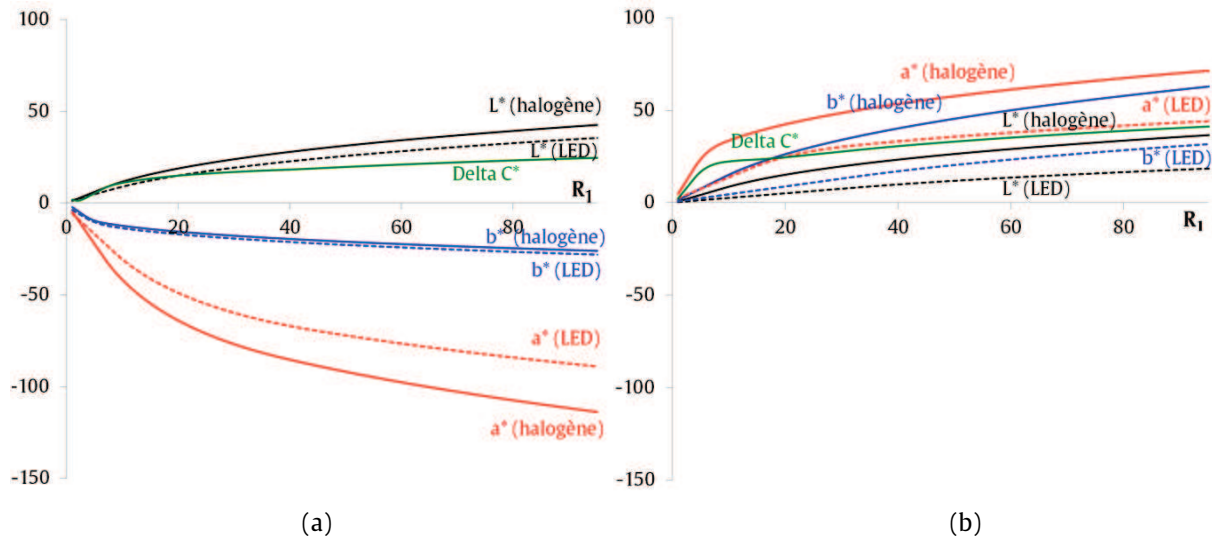 100
50
0
-50
-100
-150
20
40
60
80
R1
L* (halogène)
L* (LED)
Delta C*
b* (halogène)
b* (LED)
a* (LED)
a* (halogène)
(a)
100
50
0
-50
-100
-150
0
20
40
60
80
R1
a* (halogène)
b* (halogène)
a* (LED)
L* (halogène)
Delta C*
b* (LED)
L* (LED)
(b)